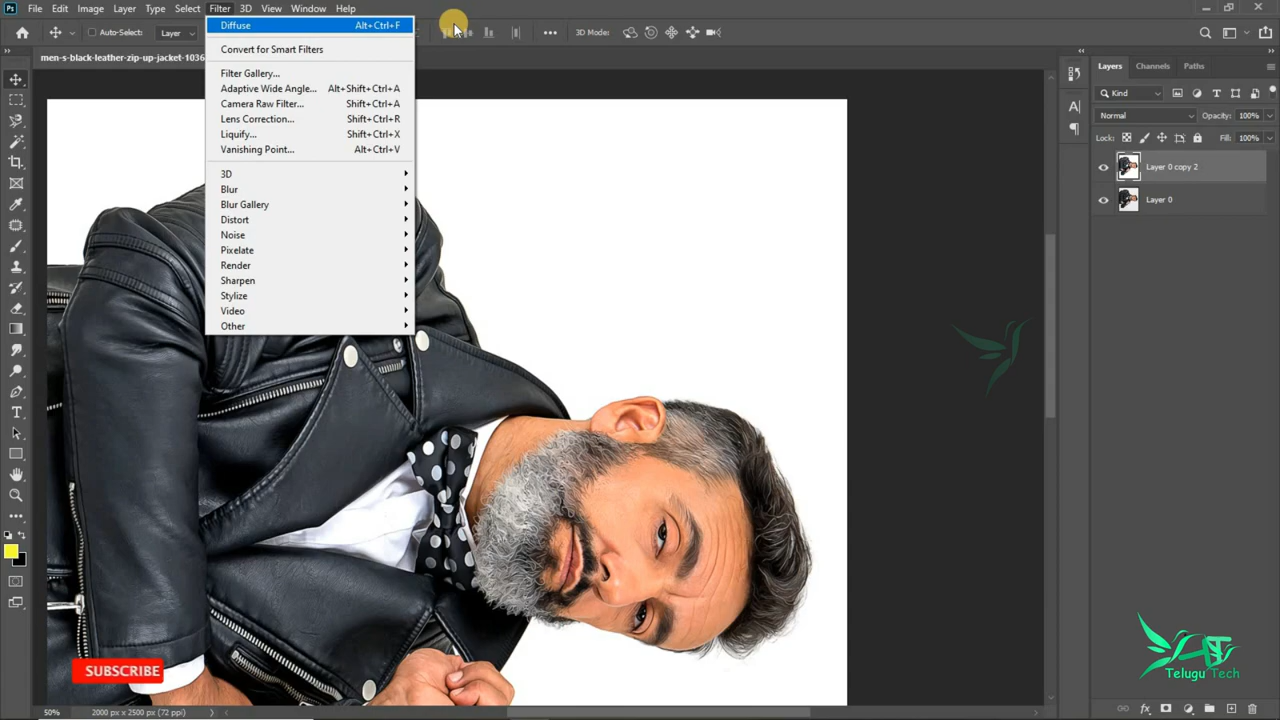 Ps File Edit Image Layer Type Select Filter 3D View Window Help
Auto-Select: Layer 3D Mode:
men-s-black-leather-zip-up-jacket-1036
Diffuse Alt+Ctrl+F
Convert for Smart Filters
Filter Gallery...
Adaptive Wide Angle... Alt+Shift+Ctrl+A
Camera Raw Filter... Shift+Ctrl+A
Lens Correction... Shift+Ctrl+R
Liquify... Shift+Ctrl+X
Vanishing Point... Alt+Ctrl+V
3D
Blur
Blur Gallery
Distort
Noise
Pixelate
Render
Sharpen
Stylize
Video
Other
Layers Channels Paths
Kind
Normal Opacity: 100%
Lock: Fill: 100%
Layer 0 copy 2
Layer 0
SUBSCRIBE
Telugu Tech
50% 2000 px x 2500 px (72 ppi)